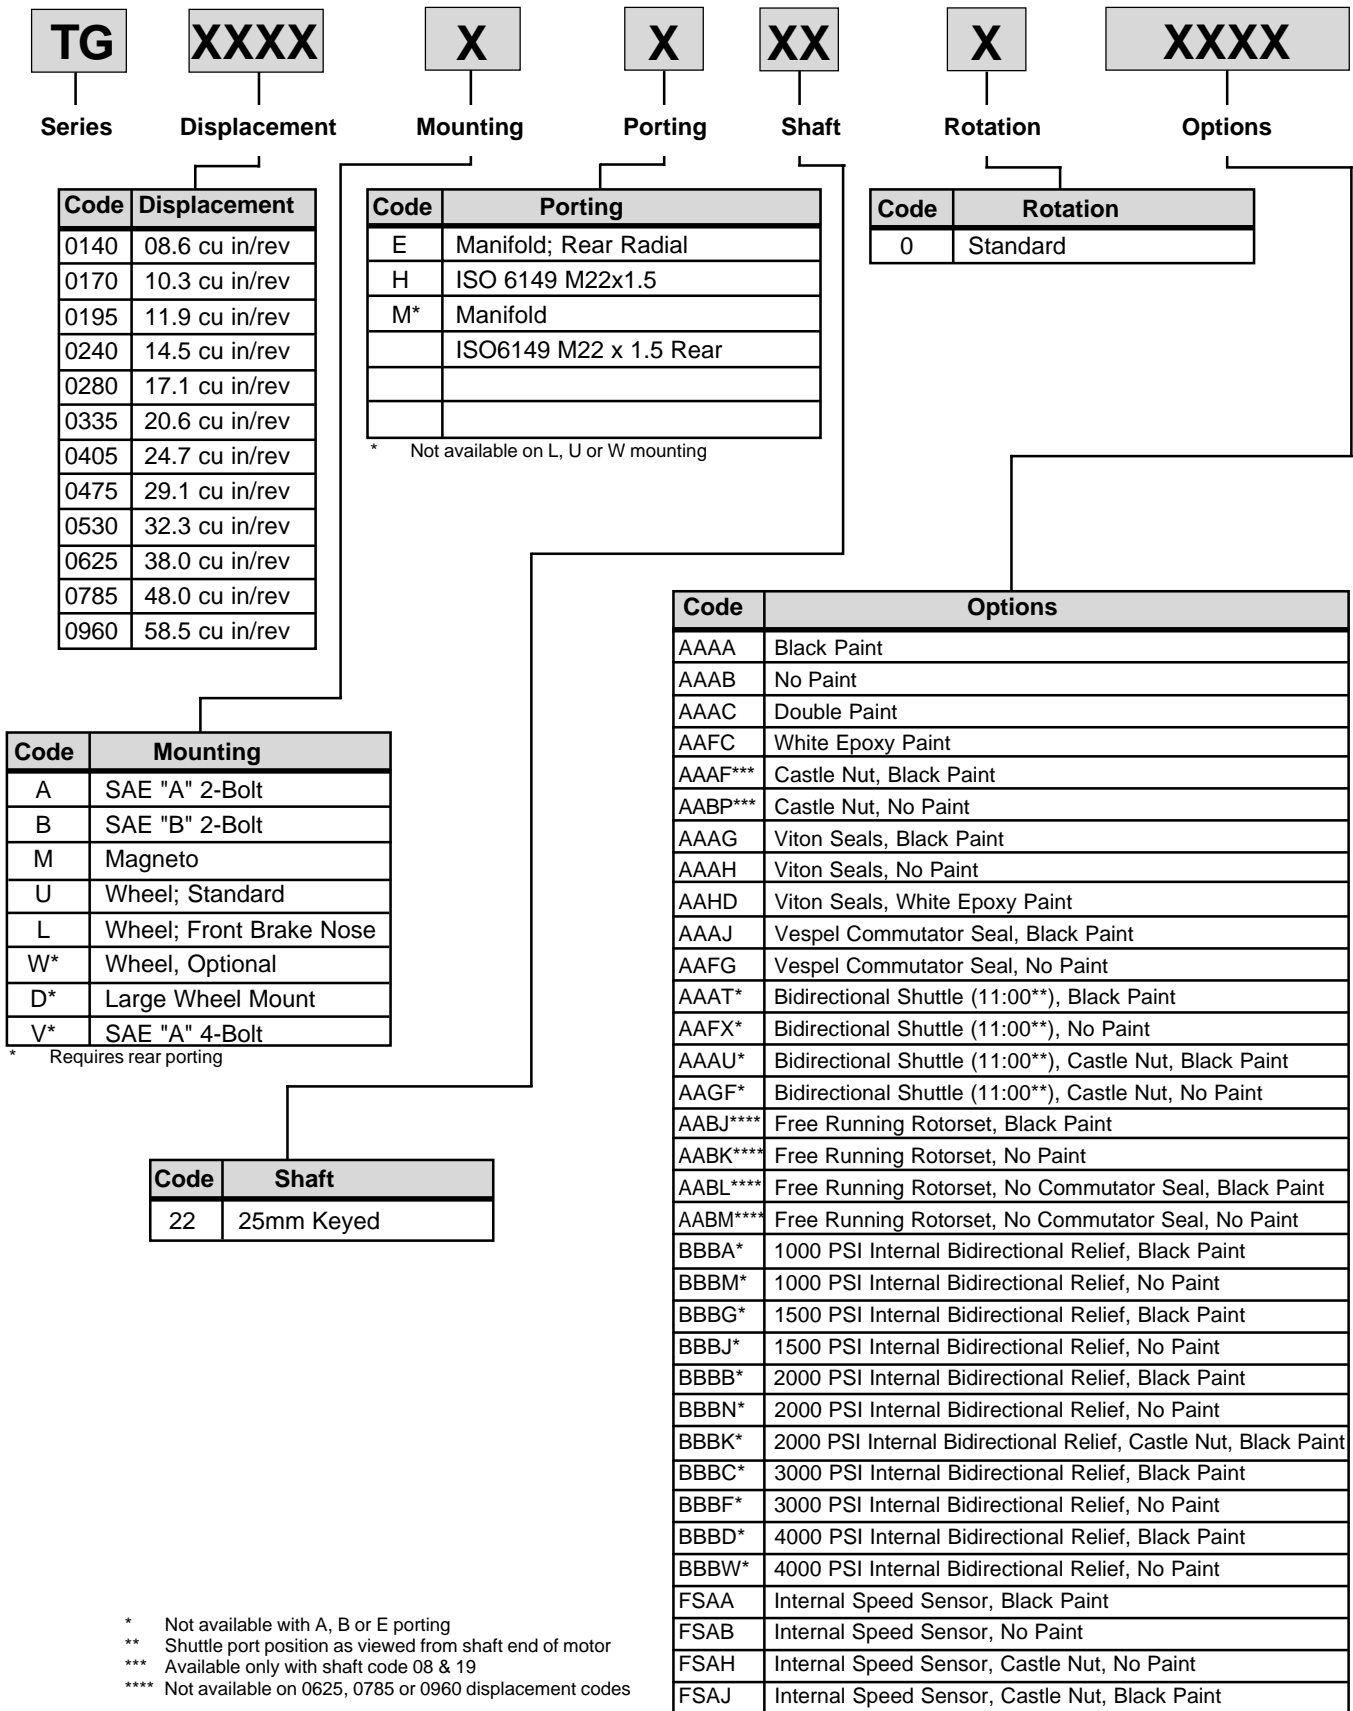 TG XXXX X X XX X XXXX
Series Displacement Mounting Porting Shaft Rotation Options
Code Displacement
0140 08.6 cu in/rev
0170 10.3 cu in/rev
0195 11.9 cu in/rev
0240 14.5 cu in/rev
0280 17.1 cu in/rev
0335 20.6 cu in/rev
0405 24.7 cu in/rev
0475 29.1 cu in/rev
0530 32.3 cu in/rev
0625 38.0 cu in/rev
0785 48.0 cu in/rev
0960 58.5 cu in/rev
Code Porting
E Manifold; Rear Radial
H ISO 6149 M22x1.5
M* Manifold
ISO6149 M22 x 1.5 Rear
* Not available on L, U or W mounting
Code Rotation
0 Standard
Code Mounting
A SAE "A" 2-Bolt
B SAE "B" 2-Bolt
M Magneto
U Wheel; Standard
L Wheel; Front Brake Nose
W* Wheel, Optional
D* Large Wheel Mount
V* SAE "A" 4-Bolt
* Requires rear porting
Code Shaft
22 25mm Keyed
Code Options
AAAA Black Paint
AAAB No Paint
AAAC Double Paint
AAFC White Epoxy Paint
AAAF*** Castle Nut, Black Paint
AABP*** Castle Nut, No Paint
AAAG Viton Seals, Black Paint
AAAH Viton Seals, No Paint
AAHD Viton Seals, White Epoxy Paint
AAAJ Vespel Commutator Seal, Black Paint
AAFG Vespel Commutator Seal, No Paint
AAAT* Bidirectional Shuttle (11:00**), Black Paint
AAFX* Bidirectional Shuttle (11:00**), No Paint
AAAU* Bidirectional Shuttle (11:00**), Castle Nut, Black Paint
AAGF* Bidirectional Shuttle (11:00**), Castle Nut, No Paint
AABJ**** Free Running Rotorset, Black Paint
AABK**** Free Running Rotorset, No Paint
AABL**** Free Running Rotorset, No Commutator Seal, Black Paint
AABM**** Free Running Rotorset, No Commutator Seal, No Paint
BBBA* 1000 PSI Internal Bidirectional Relief, Black Paint
BBBM* 1000 PSI Internal Bidirectional Relief, No Paint
BBBG* 1500 PSI Internal Bidirectional Relief, Black Paint
BBBJ* 1500 PSI Internal Bidirectional Relief, No Paint
BBBB* 2000 PSI Internal Bidirectional Relief, Black Paint
BBBN* 2000 PSI Internal Bidirectional Relief, No Paint
BBBK* 2000 PSI Internal Bidirectional Relief, Castle Nut, Black Paint
BBBC* 3000 PSI Internal Bidirectional Relief, Black Paint
BBBF* 3000 PSI Internal Bidirectional Relief, No Paint
BBBD* 4000 PSI Internal Bidirectional Relief, Black Paint
BBBW* 4000 PSI Internal Bidirectional Relief, No Paint
FSAA Internal Speed Sensor, Black Paint
FSAB Internal Speed Sensor, No Paint
FSAH Internal Speed Sensor, Castle Nut, No Paint
FSAJ Internal Speed Sensor, Castle Nut, Black Paint
* Not available with A, B or E porting
** Shuttle port position as viewed from shaft end of motor
*** Available only with shaft code 08 & 19
**** Not available on 0625, 0785 or 0960 displacement codes